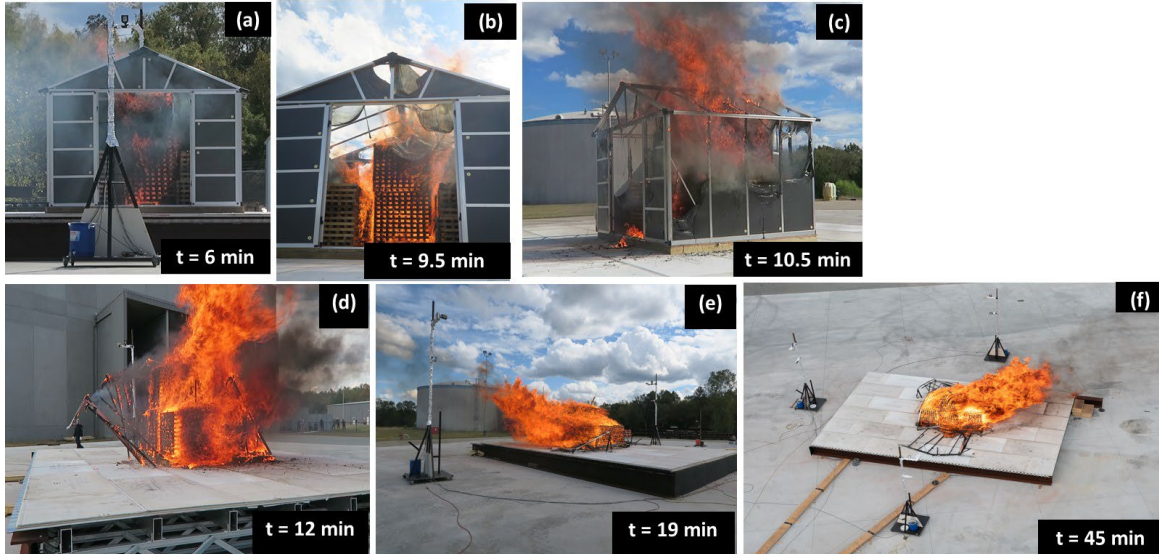 (a)
t = 6 min
(b)
t = 9.5 min
(c)
t = 10.5 min
(d)
t = 12 min
(e)
t = 19 min
(f)
t = 45 min